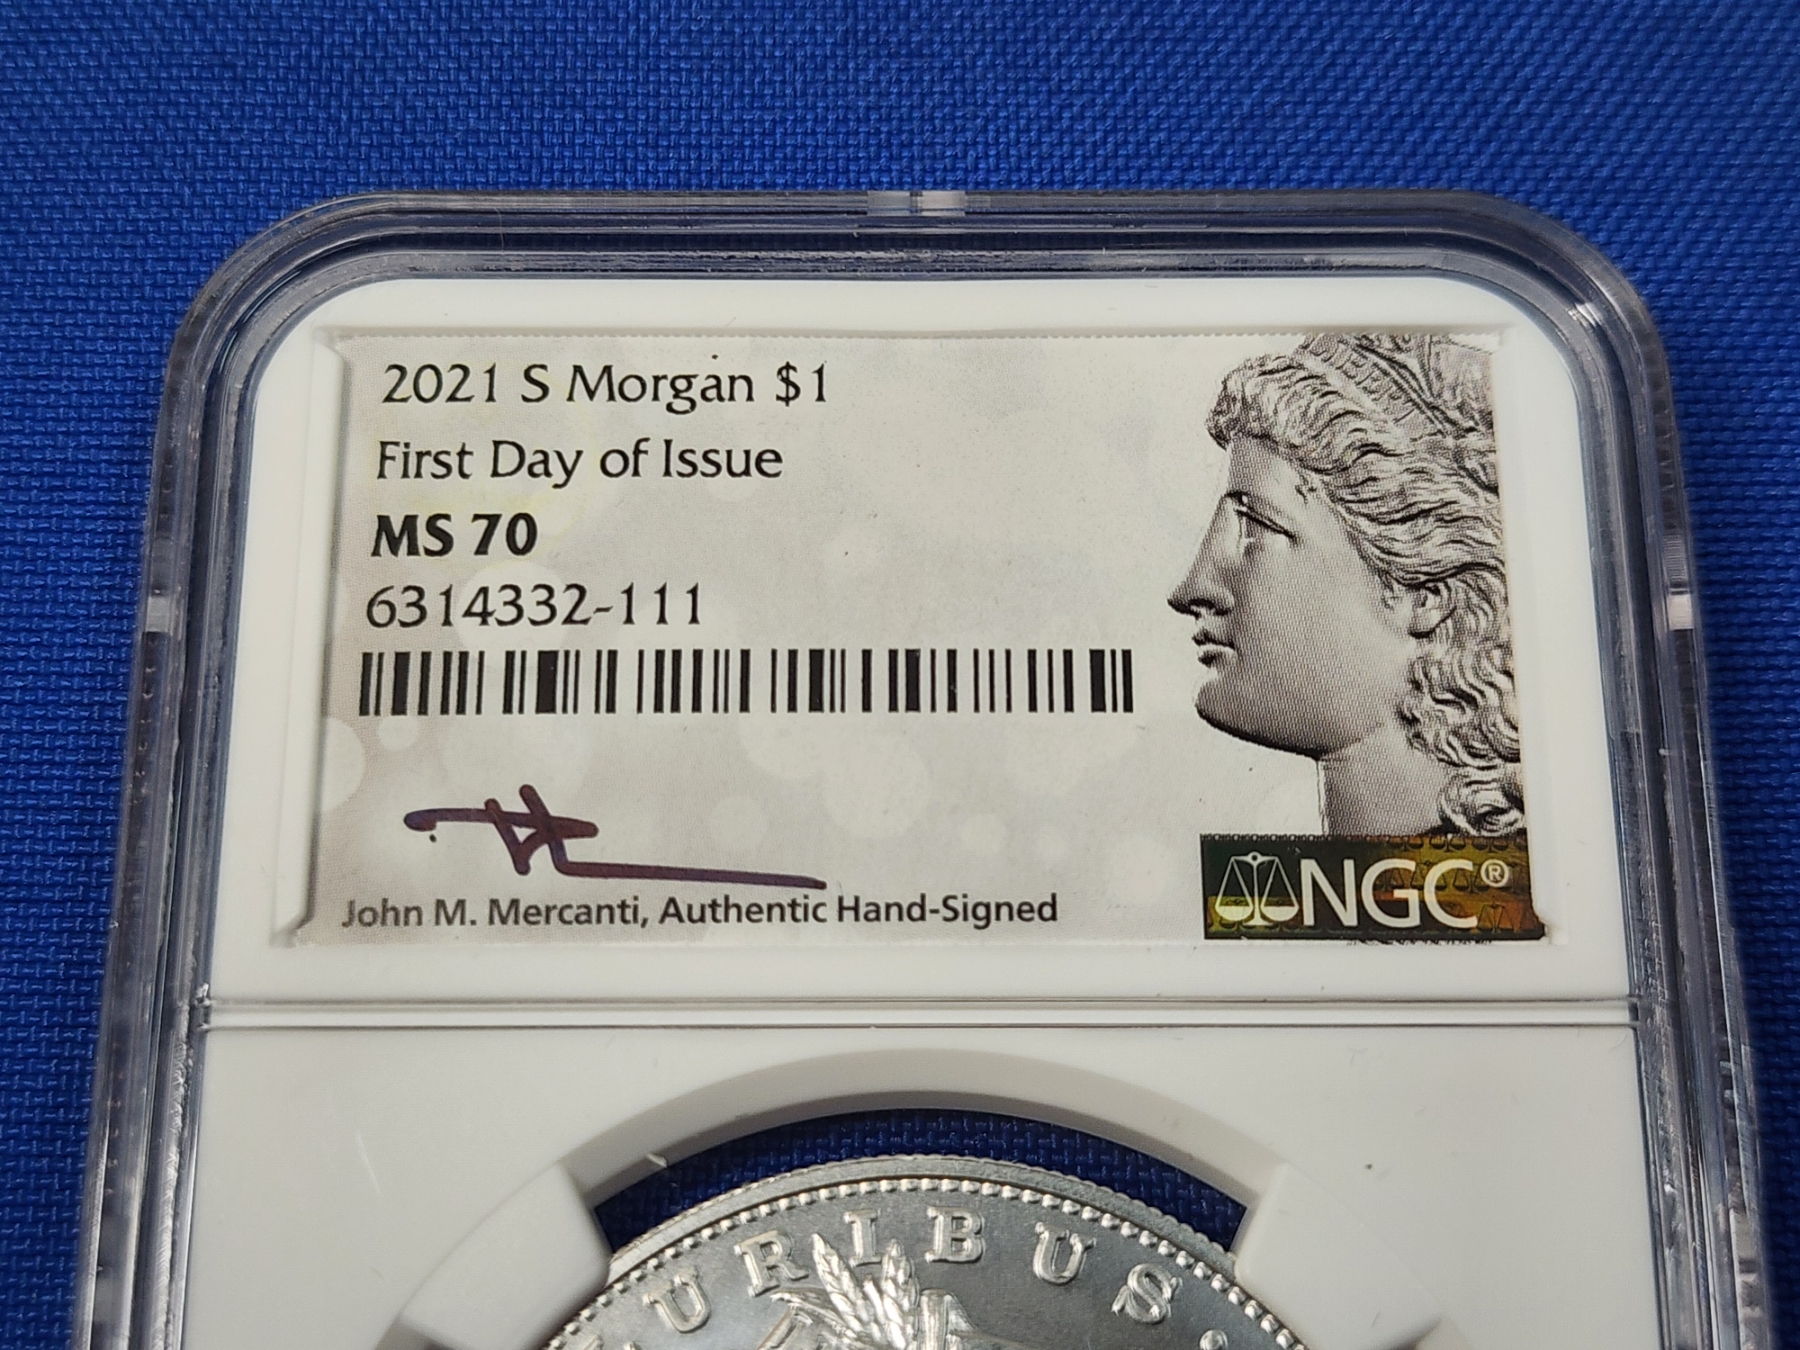 2021 S Morgan $1
First Day of Issue
MS 70
6314332-111
John M. Mercanti, Authentic Hand-Signed
NGC®
URIBUS